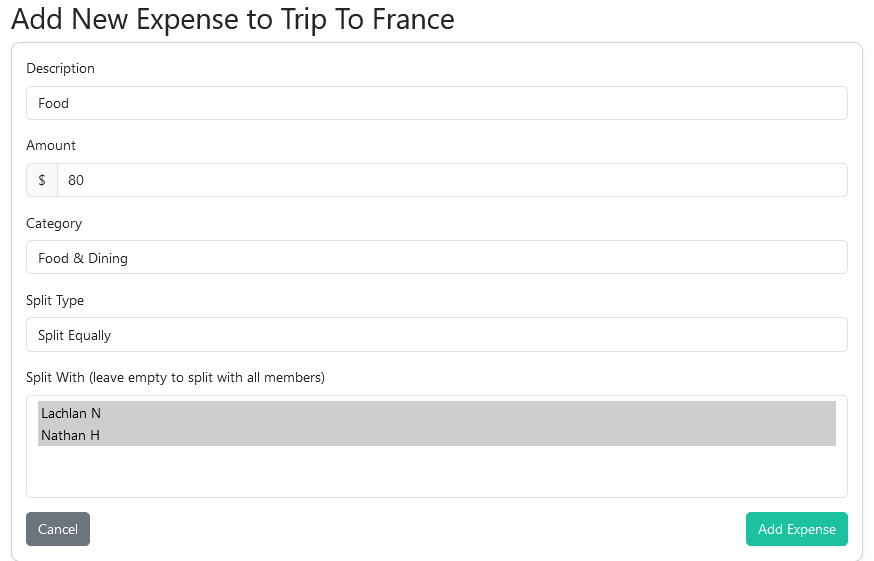 Add New Expense to Trip To France
Description
Food
Amount
$ 80
Category
Food & Dining
Split Type
Split Equally
Split With (leave empty to split with all members)
Lachlan N
Nathan H
Cancel Add Expense